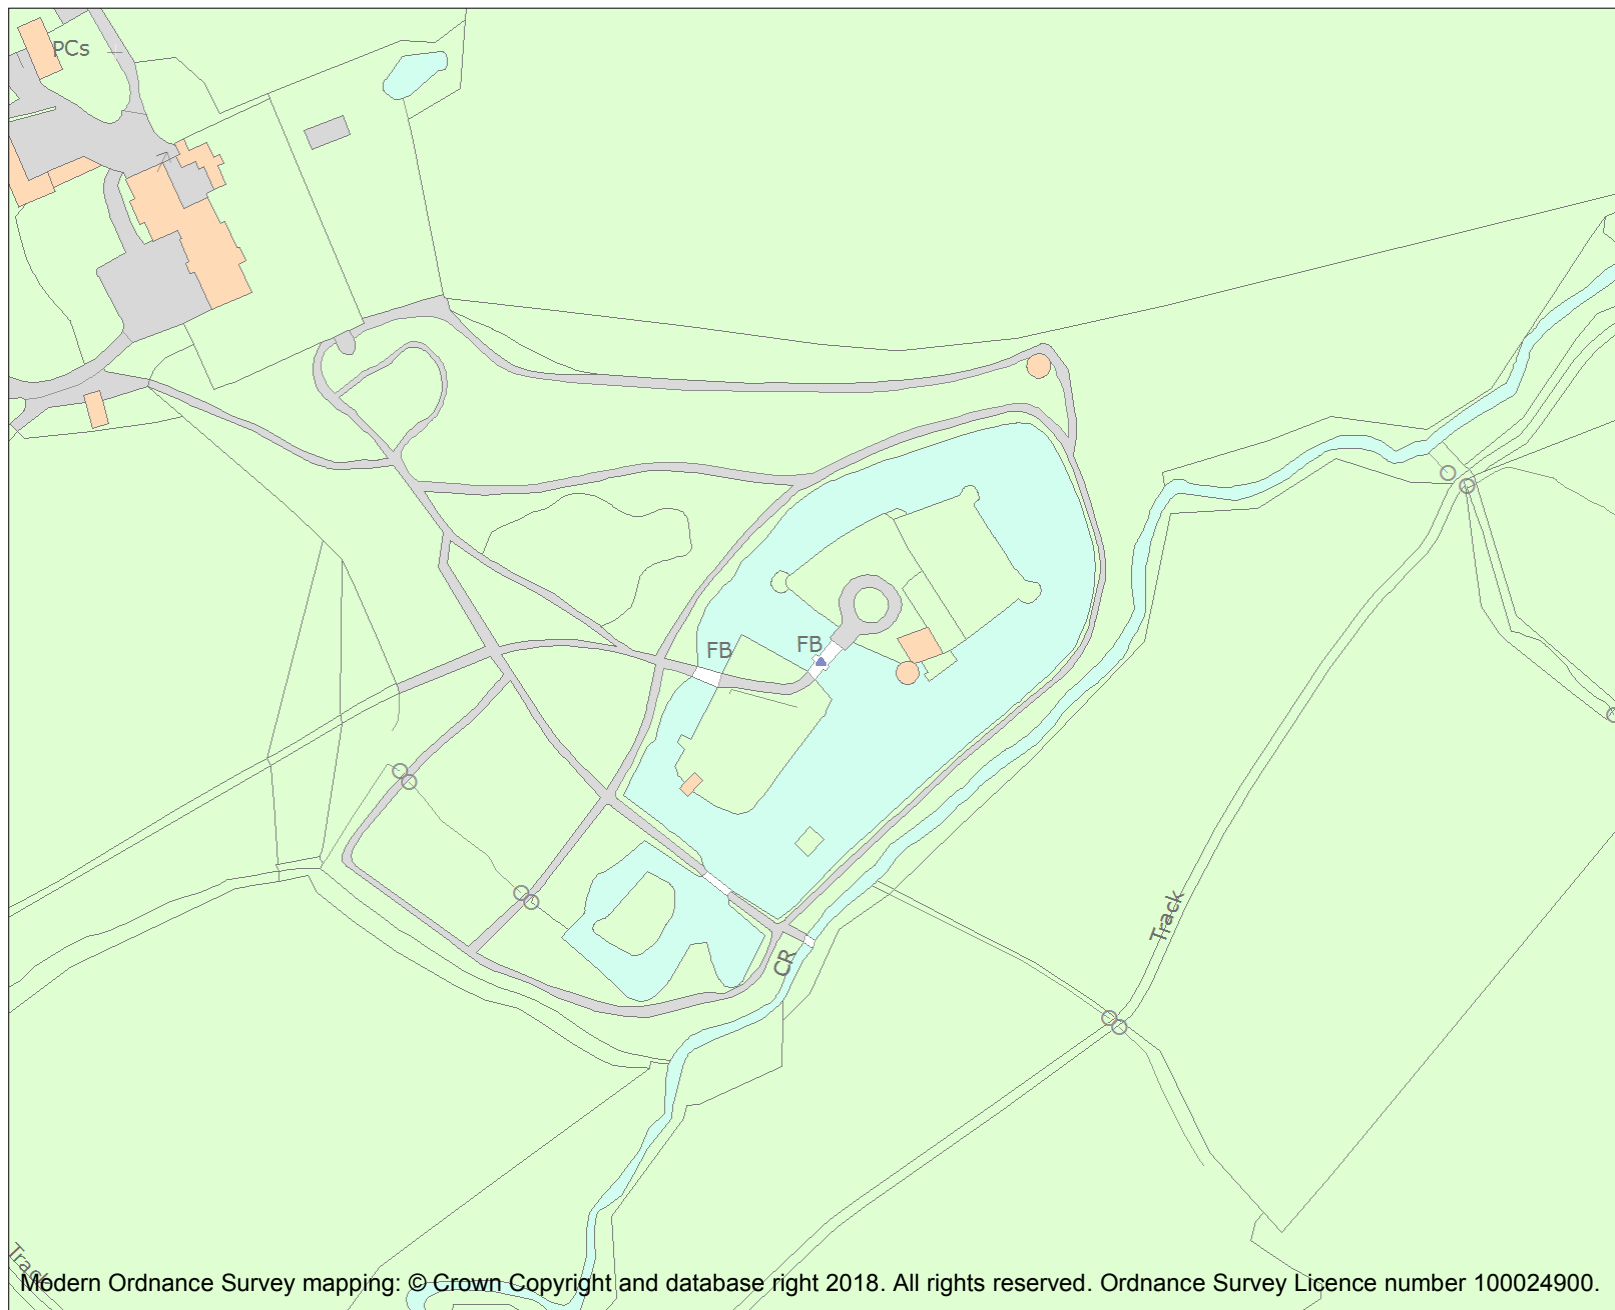 PCs
FB
FB
Track
CR
Track
Modern Ordnance Survey mapping: © Crown Copyright and database right 2018. All rights reserved. Ordnance Survey Licence number 100024900.